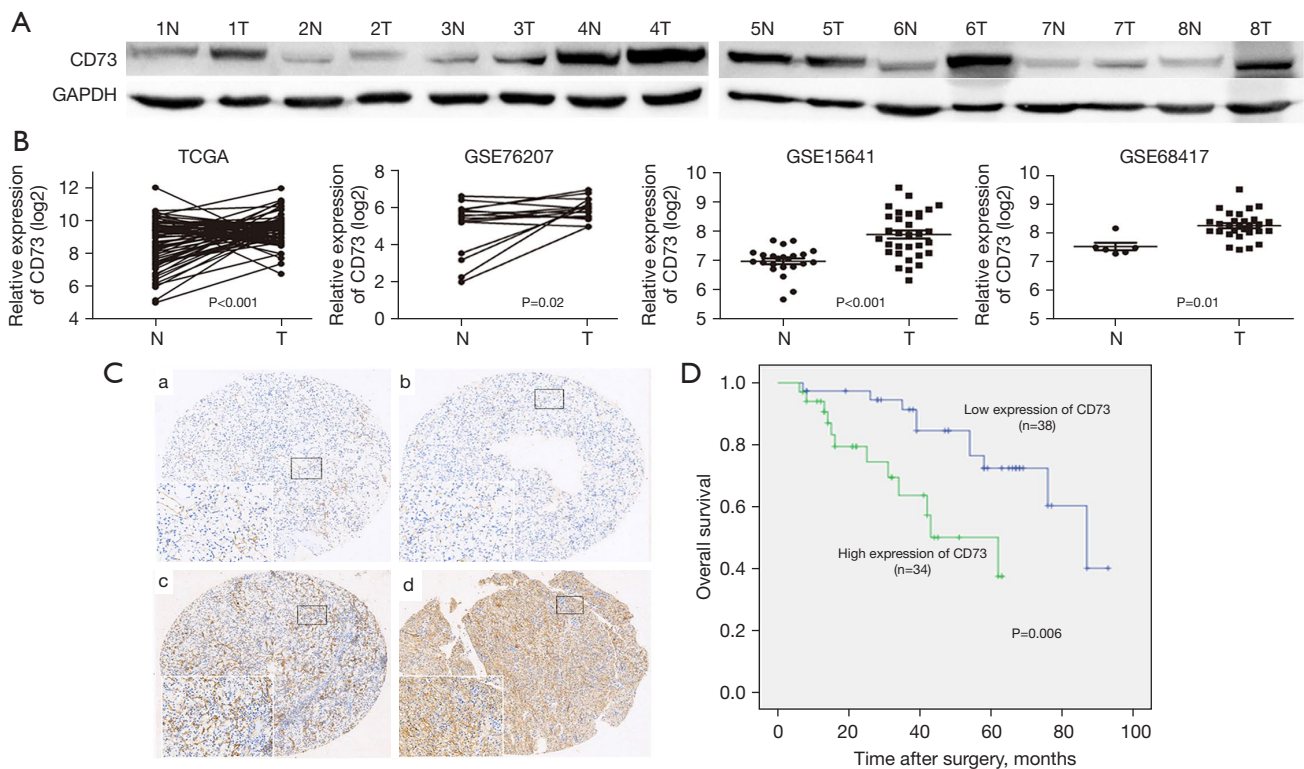 A
1N 1T 2N 2T 3N 3T 4N 4T 5N 5T 6N 6T 7N 7T 8N 8T
CD73
GAPDH
B
TCGA
Relative expression
of CD73 (log2)
12
10
8
6
4
P<0.001
N T
GSE76207
Relative expression
of CD73 (log2)
8
6
4
2
0
P=0.02
N T
GSE15641
Relative expression
of CD73 (log2)
10
9
8
7
6
5
P<0.001
N T
GSE68417
Relative expression
of CD73 (log2)
10
9
8
7
6
5
P=0.01
N T
C
a
b
c
d
D
Overall survival
1.0
0.8
0.6
0.4
0.2
0.0
Low expression of CD73
(n=38)
High expression of CD73
(n=34)
P=0.006
0 20 40 60 80 100
Time after surgery, months